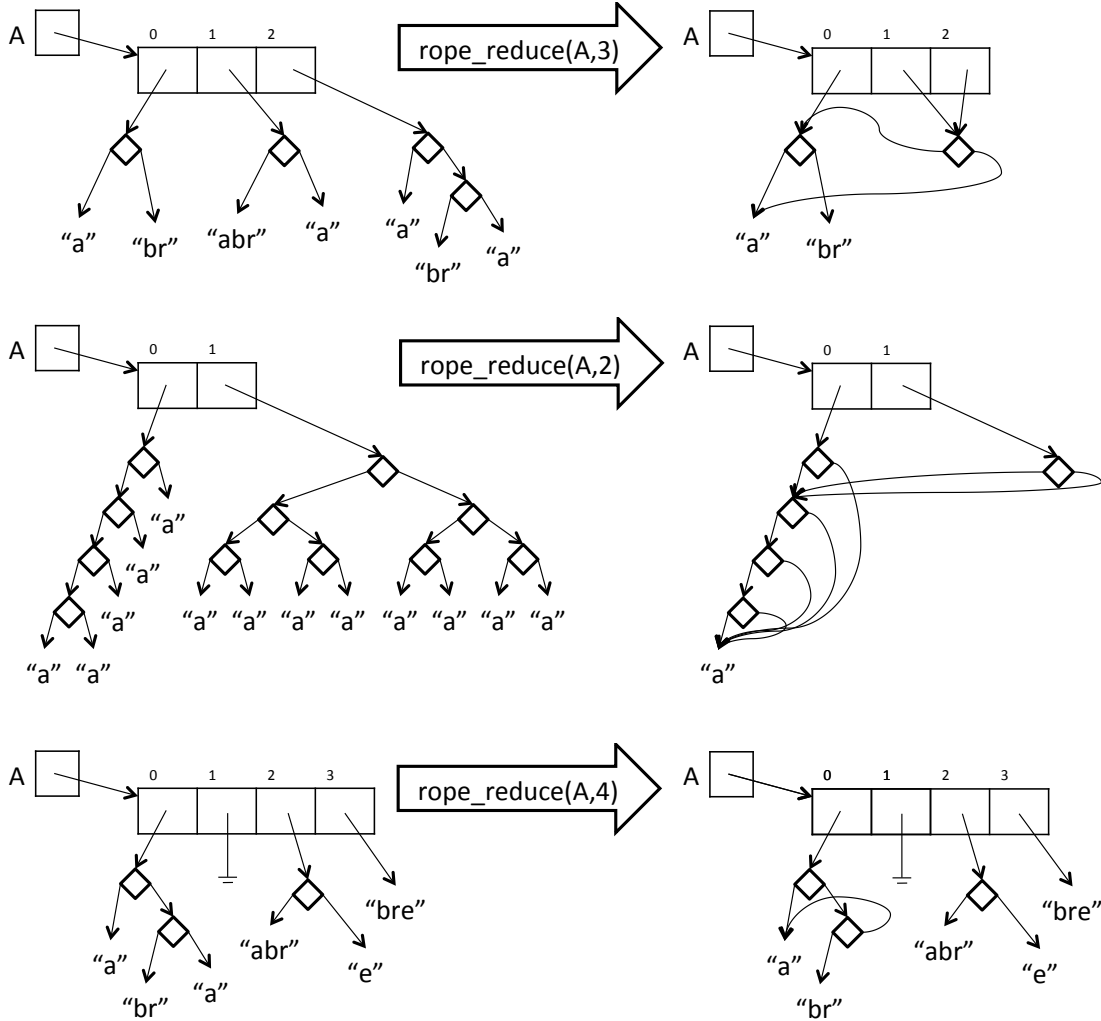 A
0 1 2
rope_reduce(A,3)
A
0 1 2
“a” “br” “abr” “a” “a”
“br” “a”
“a” “br”
A
0 1
rope_reduce(A,2)
A
0 1
“a”
“a”
“a” “a” “a” “a” “a” “a” “a” “a” “a”
“a” “a”
“a”
A
0 1 2 3
rope_reduce(A,4)
A
0 1 2 3
“bre”
“abr”
“a” “e”
“br” “a”
“bre”
“abr”
“a” “e”
“br”